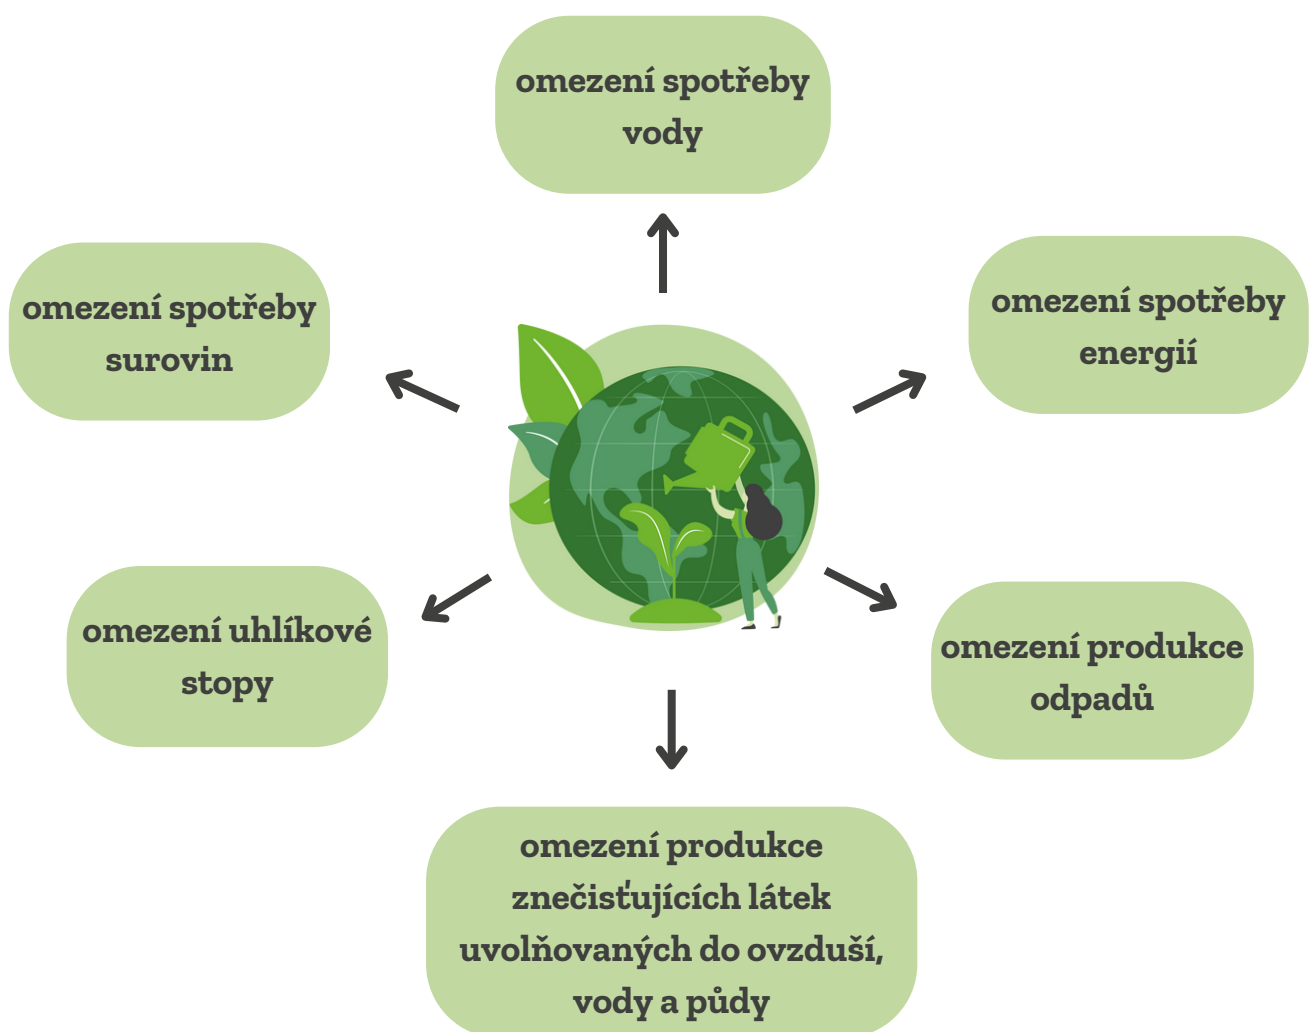 omezení spotřeby
vody
omezení spotřeby
surovin
omezení spotřeby
energií
omezení uhlíkové
stopy
omezení produkce
odpadů
omezení produkce
znečisťujících látek
uvolňovaných do ovzduší,
vody a půdy